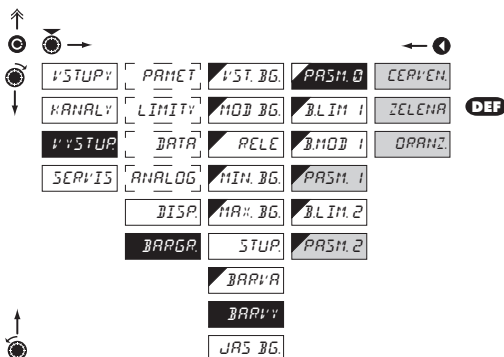 VSTUPY PAMET VST. BG. PASM. 0 CERVEN.
KANALY LIMITY MOD BG. B.LIM 1 ZELENA DEF
VYSTUP. DATA RELE B.MOD 1 ORANZ.
SERVIS ANALOG MIN. BG. PASM. 1
DISP. MAX. BG. B.LIM. 2
BARGR. STUP. PASM. 2
BARVA
BARVY
JAS BG.